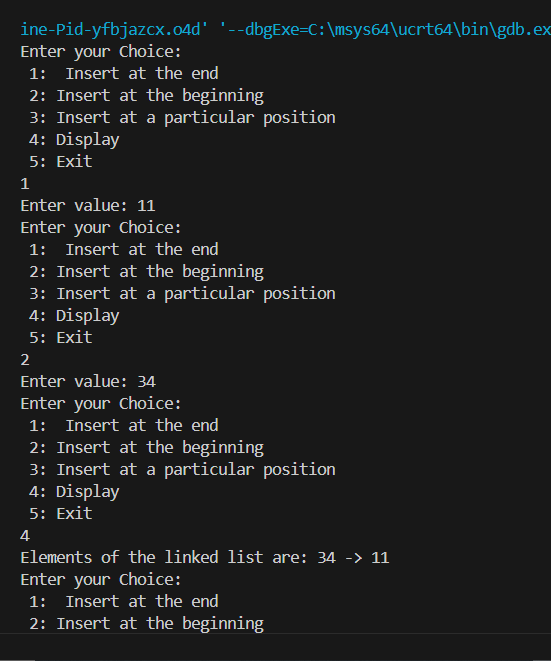 ine-Pid-yfbjazcx.o4d' '--dbgExe=C:\msys64\ucrt64\bin\gdb.ex
Enter your Choice:
 1:  Insert at the end
 2: Insert at the beginning
 3: Insert at a particular position
 4: Display
 5: Exit
1
Enter value: 11
Enter your Choice:
 1:  Insert at the end
 2: Insert at the beginning
 3: Insert at a particular position
 4: Display
 5: Exit
2
Enter value: 34
Enter your Choice:
 1:  Insert at the end
 2: Insert at the beginning
 3: Insert at a particular position
 4: Display
 5: Exit
4
Elements of the linked list are: 34 -> 11
Enter your Choice:
 1:  Insert at the end
 2: Insert at the beginning